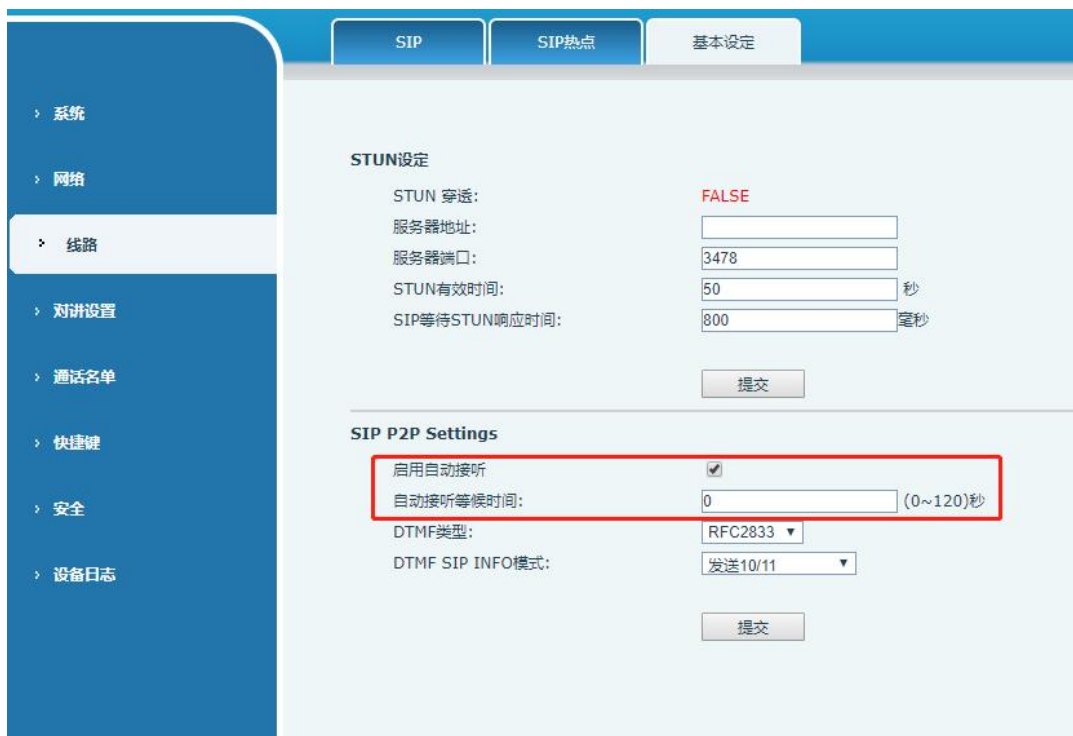 SIP SIP热点 基本设定
系统
网络
线路
对讲设置
通话名单
快捷键
安全
设备日志
STUN设定
STUN 穿透: FALSE
服务器地址:
服务器端口: 3478
STUN有效时间: 50 秒
SIP等待STUN响应时间: 800 毫秒
提交
SIP P2P Settings
启用自动接听
自动接听等候时间: 0 (0~120)秒
DTMF类型: RFC2833
DTMF SIP INFO模式: 发送10/11
提交